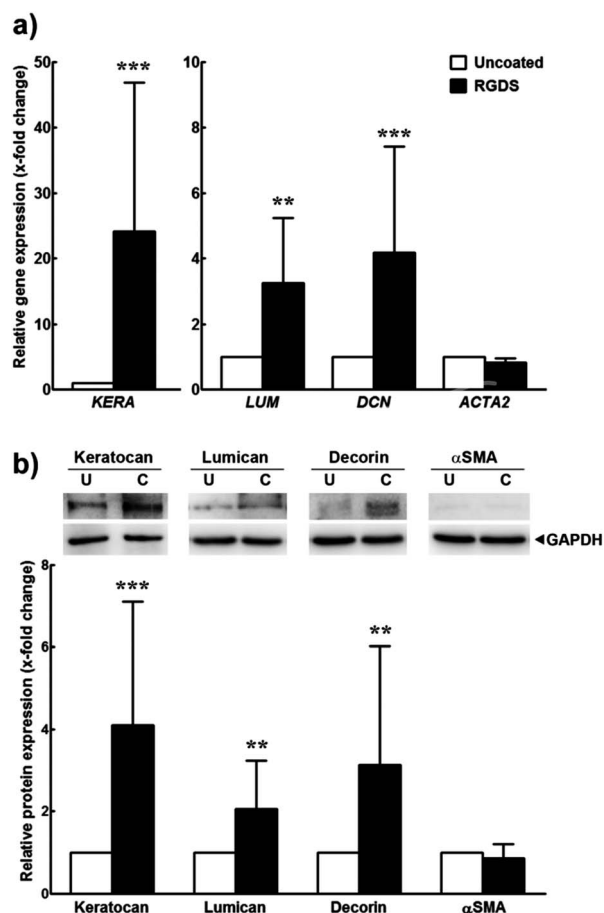 a)
Relative gene expression (x-fold change)
50
40
30
20
10
0
***
KERA
10
8
6
4
2
0
**
***
LUM DCN ACTA2
Uncoated
RGDS
b)
Keratocan Lumican Decorin αSMA
U C U C U C U C
◄GAPDH
Relative protein expression (x-fold change)
8
6
4
2
0
***
**
**
Keratocan Lumican Decorin αSMA